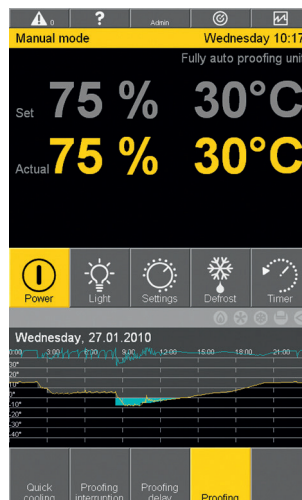 0 ? Admin
Manual mode Wednesday 10:17
Fully auto proofing unit
Set 75 % 30°C
Actual 75 % 30°C
Power Light Settings Defrost Timer
Wednesday, 27.01.2010
0:00 3:00 6:00 9:00 12:00 15:00 18:00 21:00
30°
20°
10°
0°
-10°
-20°
-30°
-40°
Quick cooling
Proofing interruption
Proofing delay
Proofing